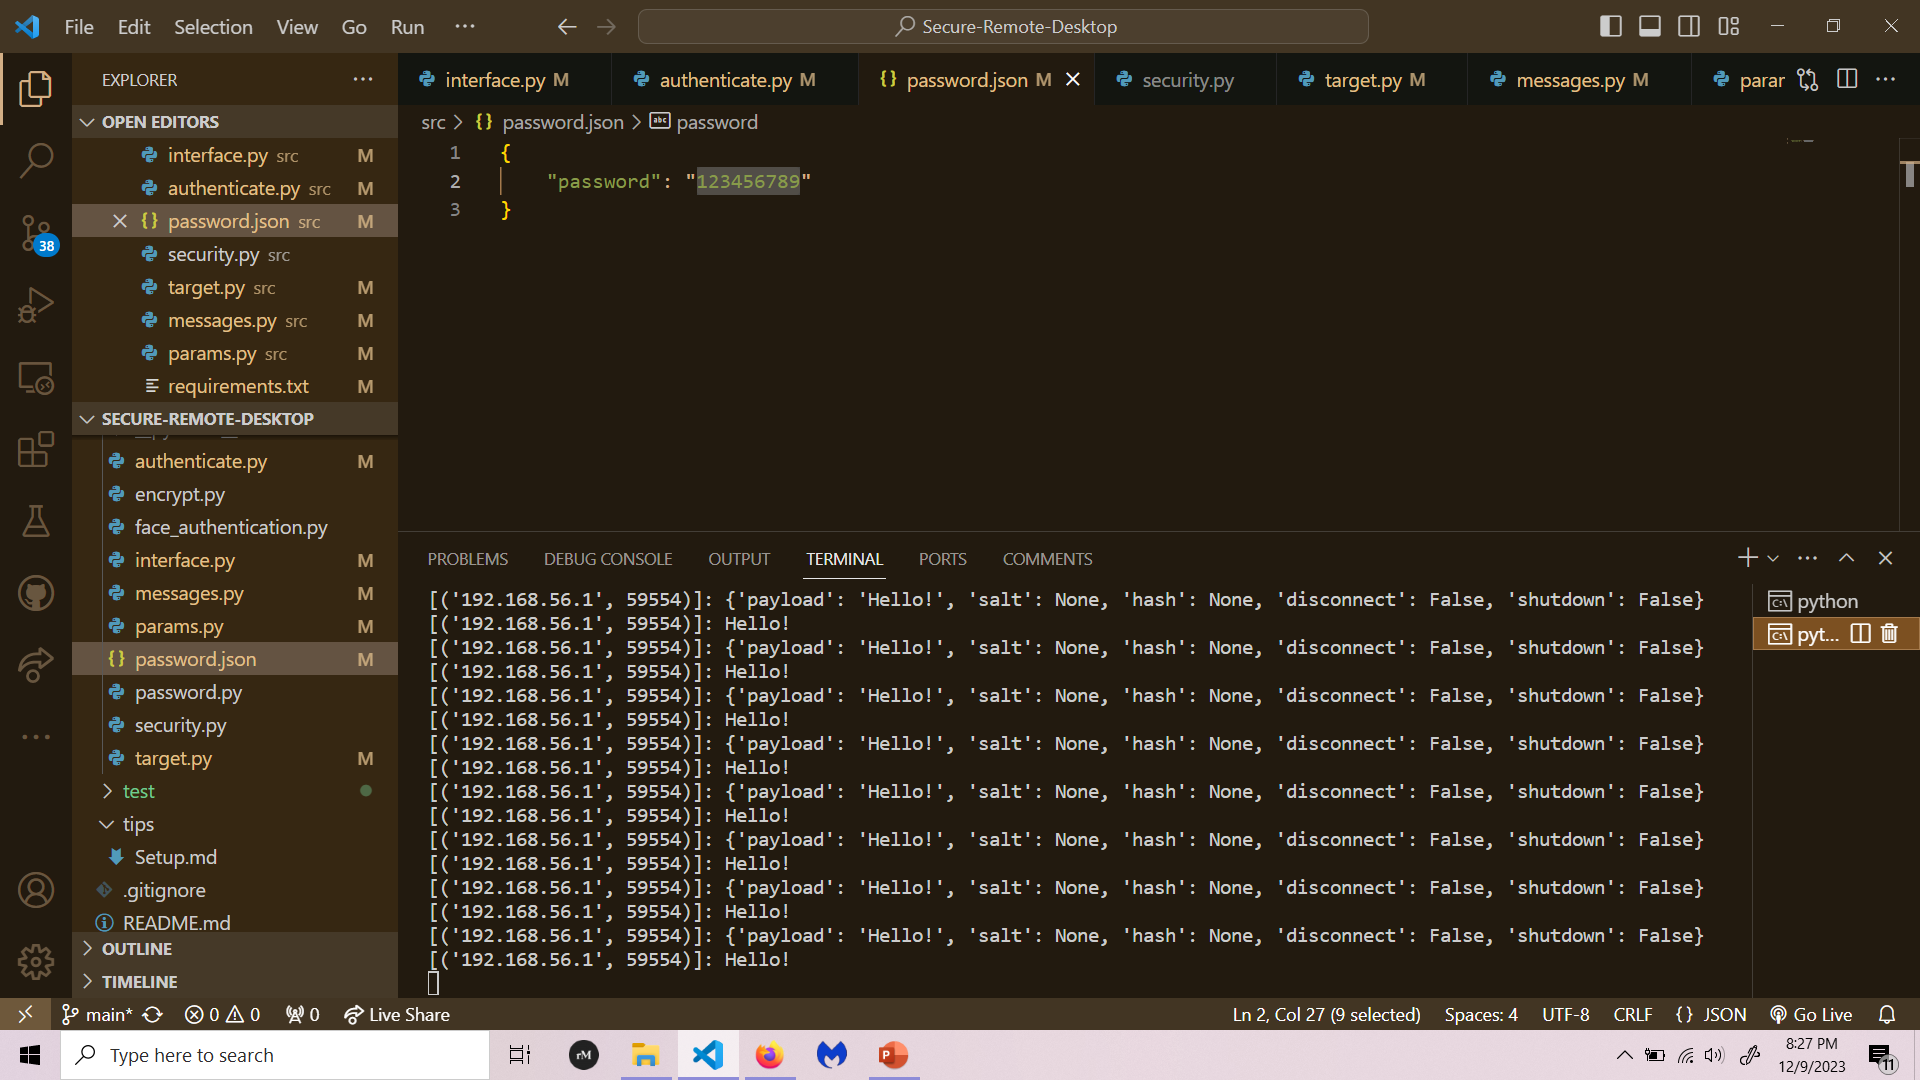 File Edit Selection View Go Run ···
Secure-Remote-Desktop
EXPLORER
OPEN EDITORS
interface.py src M
authenticate.py src M
password.json src M
security.py src
target.py src M
messages.py src M
params.py src M
requirements.txt M
SECURE-REMOTE-DESKTOP
authenticate.py M
encrypt.py
face_authentication.py
interface.py M
messages.py M
params.py M
password.json M
password.py
security.py
target.py M
test
tips
Setup.md
.gitignore
README.md
OUTLINE
TIMELINE
38
interface.py M authenticate.py M password.json M security.py target.py M messages.py M parar
src > {} password.json > abc password
1 {
2 "password": "123456789"
3 }
PROBLEMS DEBUG CONSOLE OUTPUT TERMINAL PORTS COMMENTS
[('192.168.56.1', 59554)]: {'payload': 'Hello!', 'salt': None, 'hash': None, 'disconnect': False, 'shutdown': False}
[('192.168.56.1', 59554)]: Hello!
[('192.168.56.1', 59554)]: {'payload': 'Hello!', 'salt': None, 'hash': None, 'disconnect': False, 'shutdown': False}
[('192.168.56.1', 59554)]: Hello!
[('192.168.56.1', 59554)]: {'payload': 'Hello!', 'salt': None, 'hash': None, 'disconnect': False, 'shutdown': False}
[('192.168.56.1', 59554)]: Hello!
[('192.168.56.1', 59554)]: {'payload': 'Hello!', 'salt': None, 'hash': None, 'disconnect': False, 'shutdown': False}
[('192.168.56.1', 59554)]: Hello!
[('192.168.56.1', 59554)]: {'payload': 'Hello!', 'salt': None, 'hash': None, 'disconnect': False, 'shutdown': False}
[('192.168.56.1', 59554)]: Hello!
[('192.168.56.1', 59554)]: {'payload': 'Hello!', 'salt': None, 'hash': None, 'disconnect': False, 'shutdown': False}
[('192.168.56.1', 59554)]: Hello!
[('192.168.56.1', 59554)]: {'payload': 'Hello!', 'salt': None, 'hash': None, 'disconnect': False, 'shutdown': False}
[('192.168.56.1', 59554)]: Hello!
[('192.168.56.1', 59554)]: {'payload': 'Hello!', 'salt': None, 'hash': None, 'disconnect': False, 'shutdown': False}
[('192.168.56.1', 59554)]: Hello!
python
pyt...
main* 0 0 0 Live Share Ln 2, Col 27 (9 selected) Spaces: 4 UTF-8 CRLF {} JSON Go Live
Type here to search
rM
P
8:27 PM
12/9/2023
11